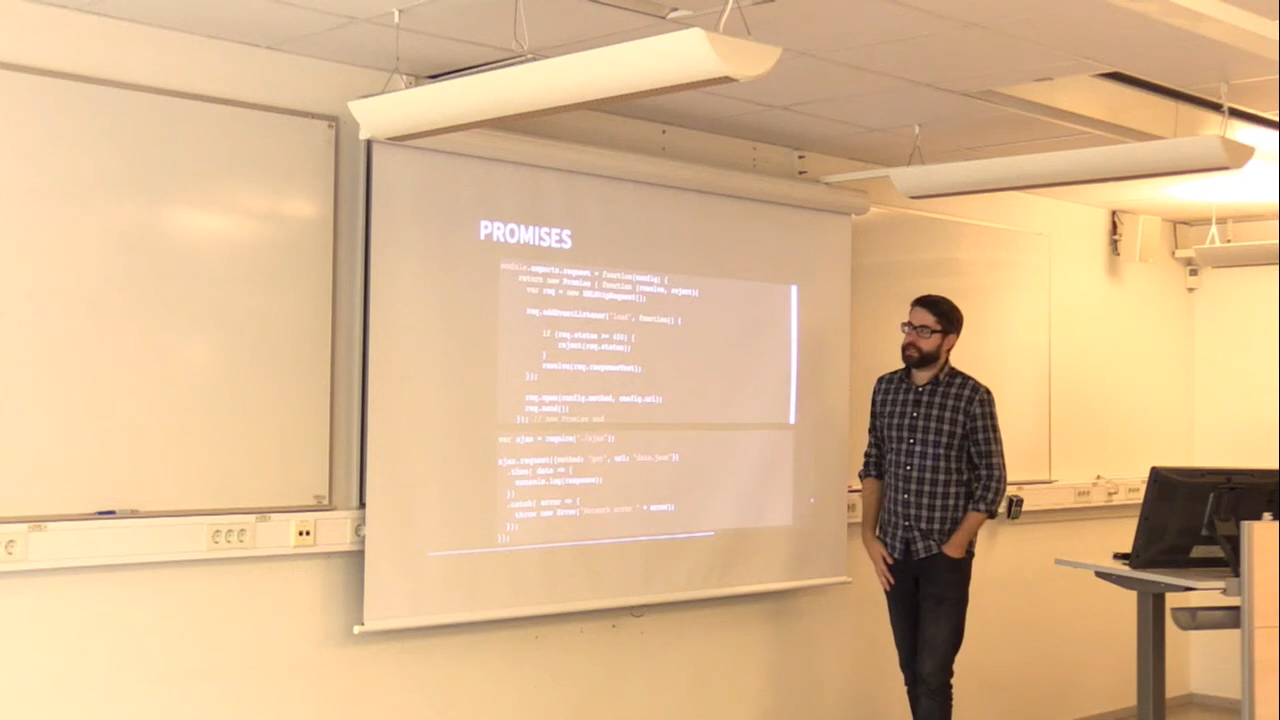 PROMISES
module.exports.request = function(config) {
return new Promise ( function (resolve, reject){
var req = new XMLHttpRequest();
req.addEventListener('load', function() {
if (req.status >= 400) {
reject(req.status);
}
resolve(req.responseText);
});
req.open(config.method, config.url);
req.send();
}); // new Promise end
var ajax = require('./ajax');
ajax.request({method: 'get', url: 'data.json'})
.then( data => {
console.log(response);
})
.catch( error => {
throw new Error('Network error ' + error);
});
});